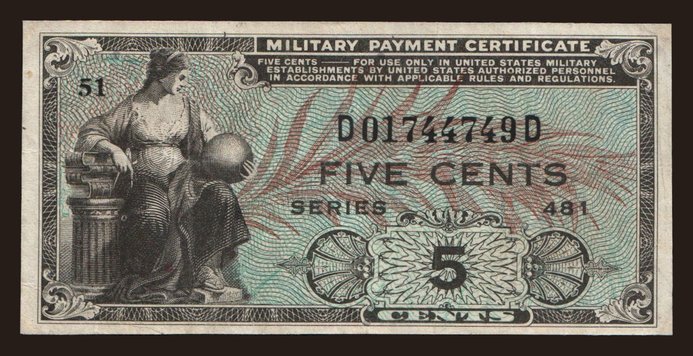 MILITARY PAYMENT CERTIFICATE
FIVE CENTS — FOR USE ONLY IN UNITED STATES MILITARY
ESTABLISHMENTS BY UNITED STATES AUTHORIZED PERSONNEL
IN ACCORDANCE WITH APPLICABLE RULES AND REGULATIONS.
51
D01744749D
FIVE CENTS
SERIES 481
5
CENTS